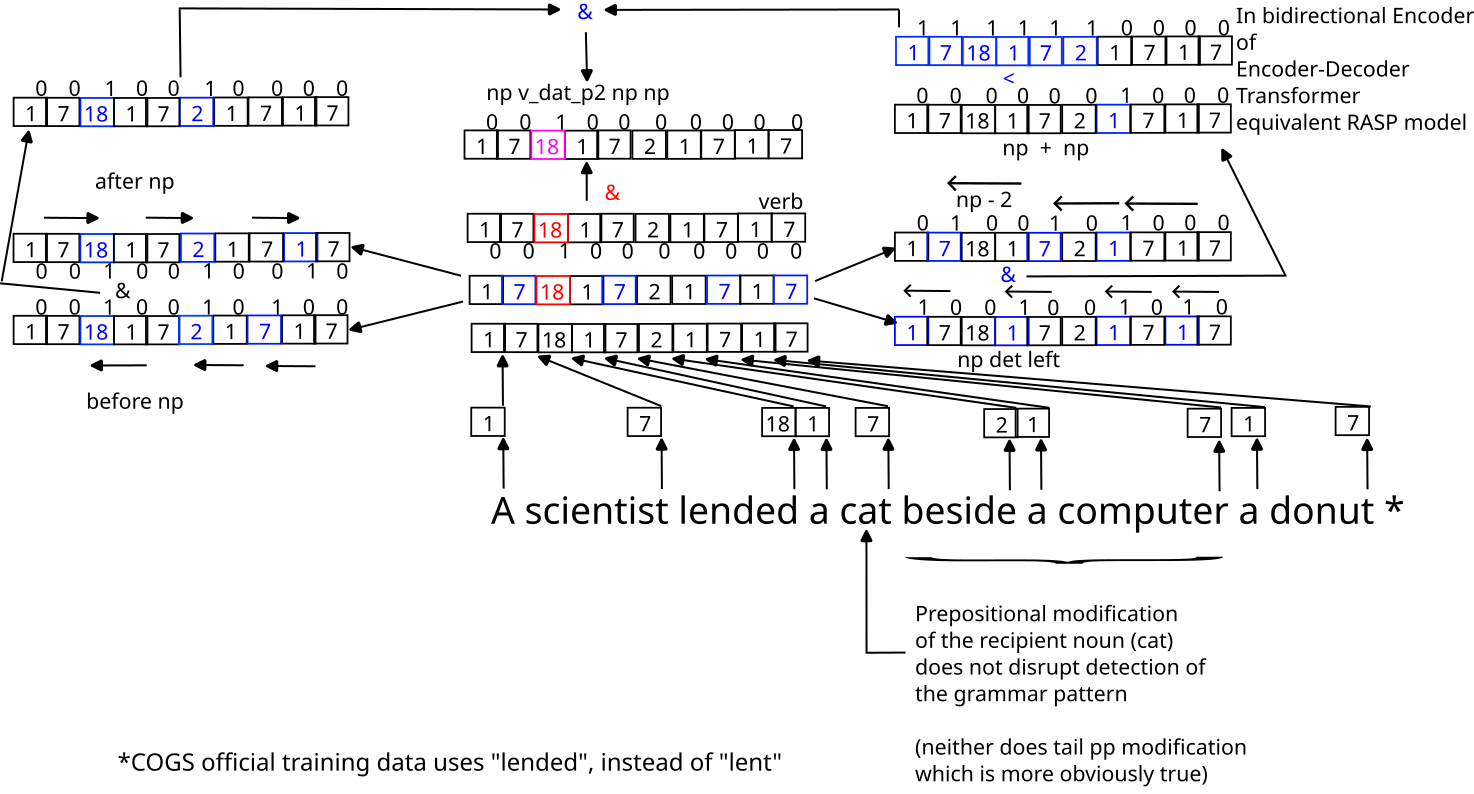 &
In bidirectional Encoder
of
Encoder-Decoder
Transformer
equivalent RASP model
1 1 1 1 1 1 0 0 0 0
1 7 18 1 7 2 1 7 1 7
<
0 0 0 0 0 0 1 0 0 0
1 7 18 1 7 2 1 7 1 7
np + np
0 0 1 0 0 1 0 0 0 0
1 7 18 1 7 2 1 7 1 7
np v_dat_p2 np np
0 0 1 0 0 0 0 0 0 0
1 7 18 1 7 2 1 7 1 7
after np
1 7 18 1 7 2 1 7 1 7
0 0 1 0 0 1 0 0 1 0
&
0 0 1 0 0 1 0 1 0 0
1 7 18 1 7 2 1 7 1 7
before np
&
verb
1 7 18 1 7 2 1 7 1 7
0 0 1 0 0 0 0 0 0 0
1 7 18 1 7 2 1 7 1 7
1 7 18 1 7 2 1 7 1 7
np - 2
0 1 0 0 1 0 1 0 0 0
1 7 18 1 7 2 1 7 1 7
&
1 0 0 1 0 0 1 0 1 0
1 7 18 1 7 2 1 7 1 7
np det left
1 7 18 1 7 2 1 7 1 7
A scientist lended a cat beside a computer a donut *
Prepositional modification
of the recipient noun (cat)
does not disrupt detection of
the grammar pattern
(neither does tail pp modification
which is more obviously true)
*COGS official training data uses "lended", instead of "lent"